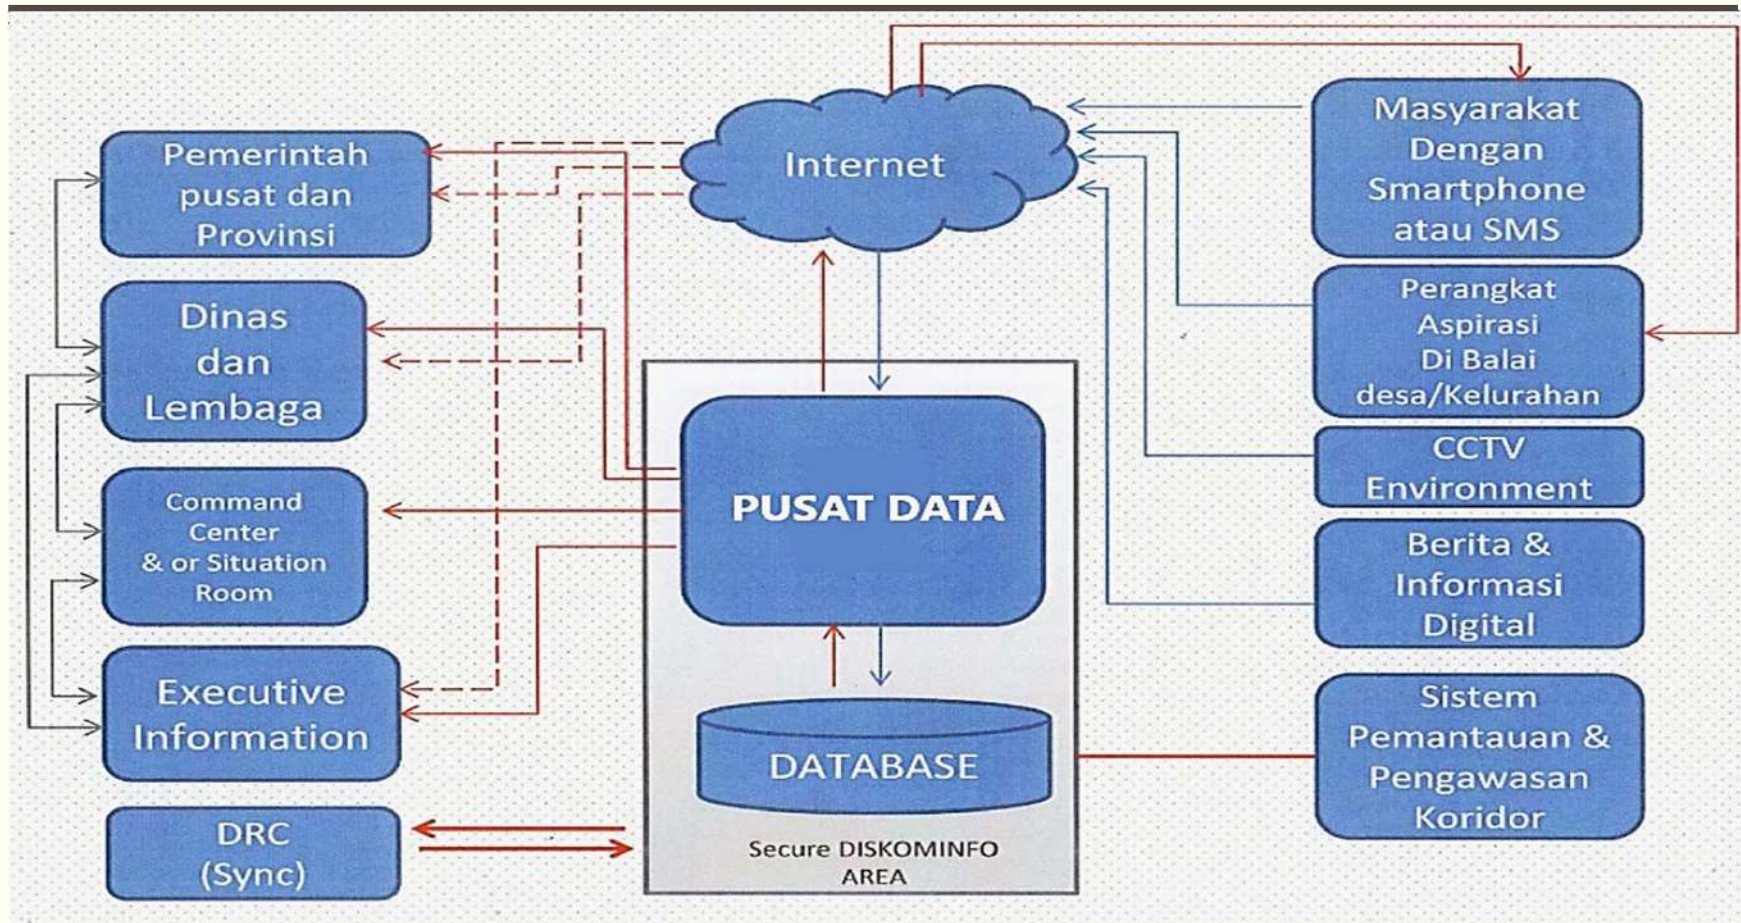 Pemerintah
pusat dan
Provinsi
Dinas
dan
Lembaga
Command
Center
& or Situation
Room
Executive
Information
DRC
(Sync)
Internet
PUSAT DATA
DATABASE
Secure DISKOMINFO
AREA
Masyarakat
Dengan
Smartphone
atau SMS
Perangkat
Aspirasi
Di Balai
desa/Kelurahan
CCTV
Environment
Berita &
Informasi
Digital
Sistem
Pemantauan &
Pengawasan
Koridor